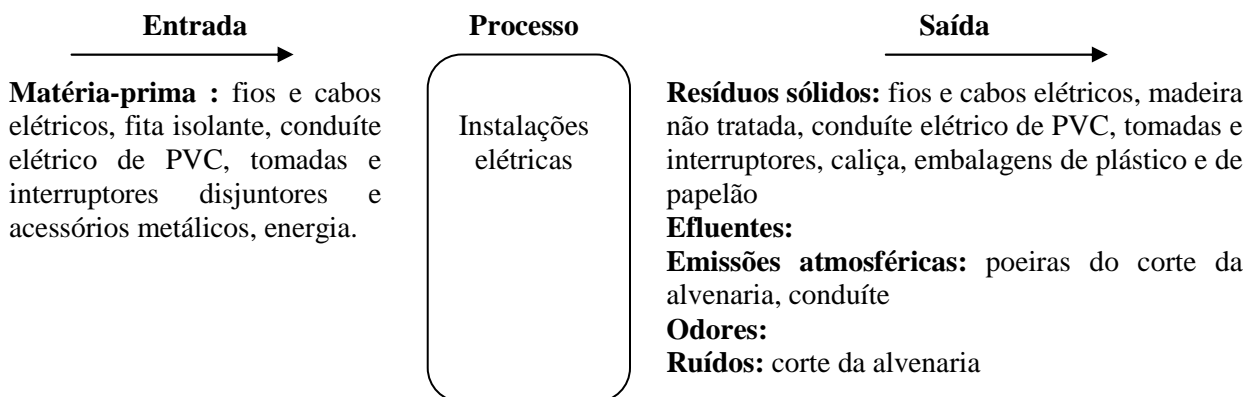 Entrada
Processo
Saída
Matéria-prima : fios e cabos
elétricos, fita isolante, conduíte
elétrico de PVC, tomadas e
interruptores disjuntores e
acessórios metálicos, energia.
Instalações
elétricas
Resíduos sólidos: fios e cabos elétricos, madeira
não tratada, conduíte elétrico de PVC, tomadas e
interruptores, caliça, embalagens de plástico e de
papelão
Efluentes:
Emissões atmosféricas: poeiras do corte da
alvenaria, conduíte
Odores:
Ruídos: corte da alvenaria